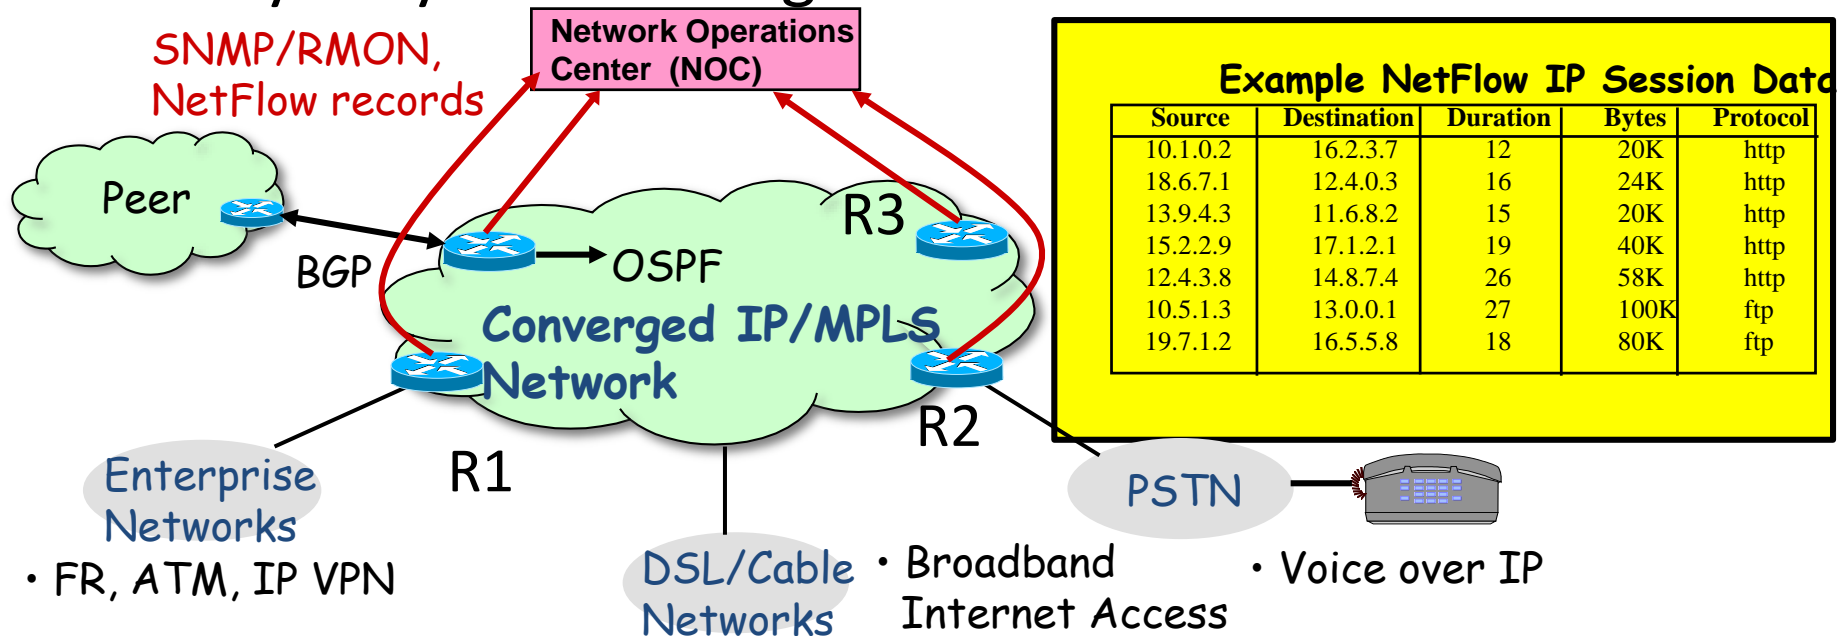 Network Operations
Center (NOC)
SNMP/RMON,
NetFlow records
Example NetFlow IP Session Data
Source Destination Duration Bytes Protocol
10.1.0.2 16.2.3.7 12 20K http
18.6.7.1 12.4.0.3 16 24K http
13.9.4.3 11.6.8.2 15 20K http
15.2.2.9 17.1.2.1 19 40K http
12.4.3.8 14.8.7.4 26 58K http
10.5.1.3 13.0.0.1 27 100K ftp
19.7.1.2 16.5.5.8 18 80K ftp
Peer
R3
BGP
OSPF
Converged IP/MPLS
Network
R2
R1
Enterprise
Networks
PSTN
• FR, ATM, IP VPN
DSL/Cable
Networks
• Broadband
Internet Access
• Voice over IP